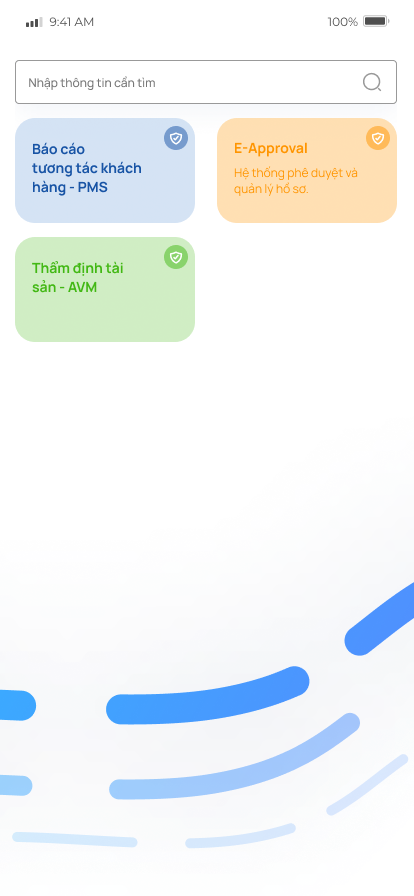 9:41 AM 100%
Nhập thông tin cần tìm
Báo cáo
tương tác khách
hàng - PMS
E-Approval
Hệ thống phê duyệt và
quản lý hồ sơ.
Thẩm định tài
sản - AVM